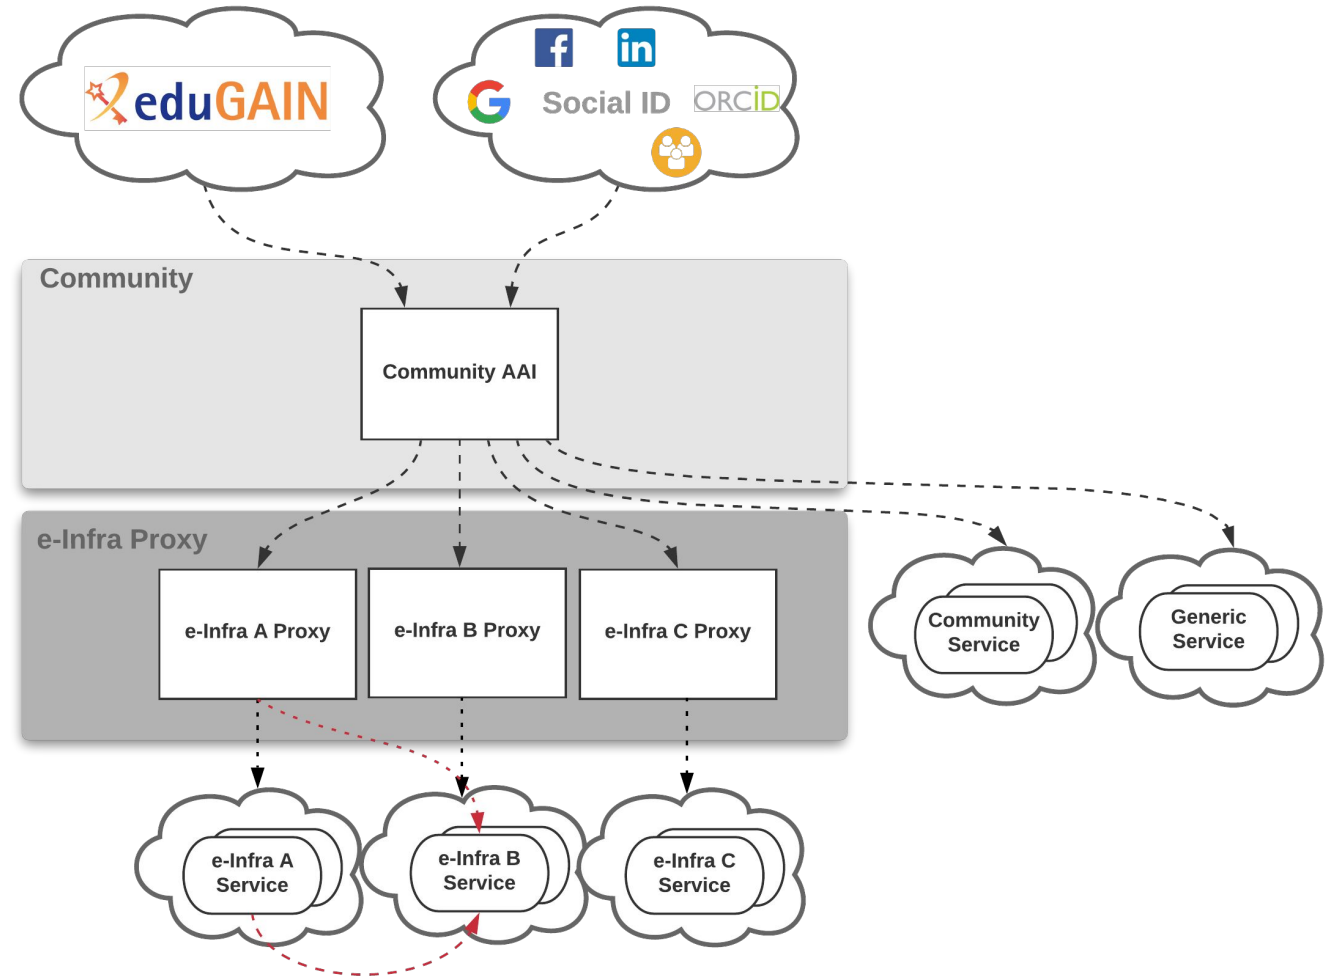 eduGAIN
f
in
G
Social ID
ORCiD
Community
Community AAI
e-Infra Proxy
e-Infra A Proxy
e-Infra B Proxy
e-Infra C Proxy
Community
Service
Generic
Service
e-Infra A
Service
e-Infra B
Service
e-Infra C
Service